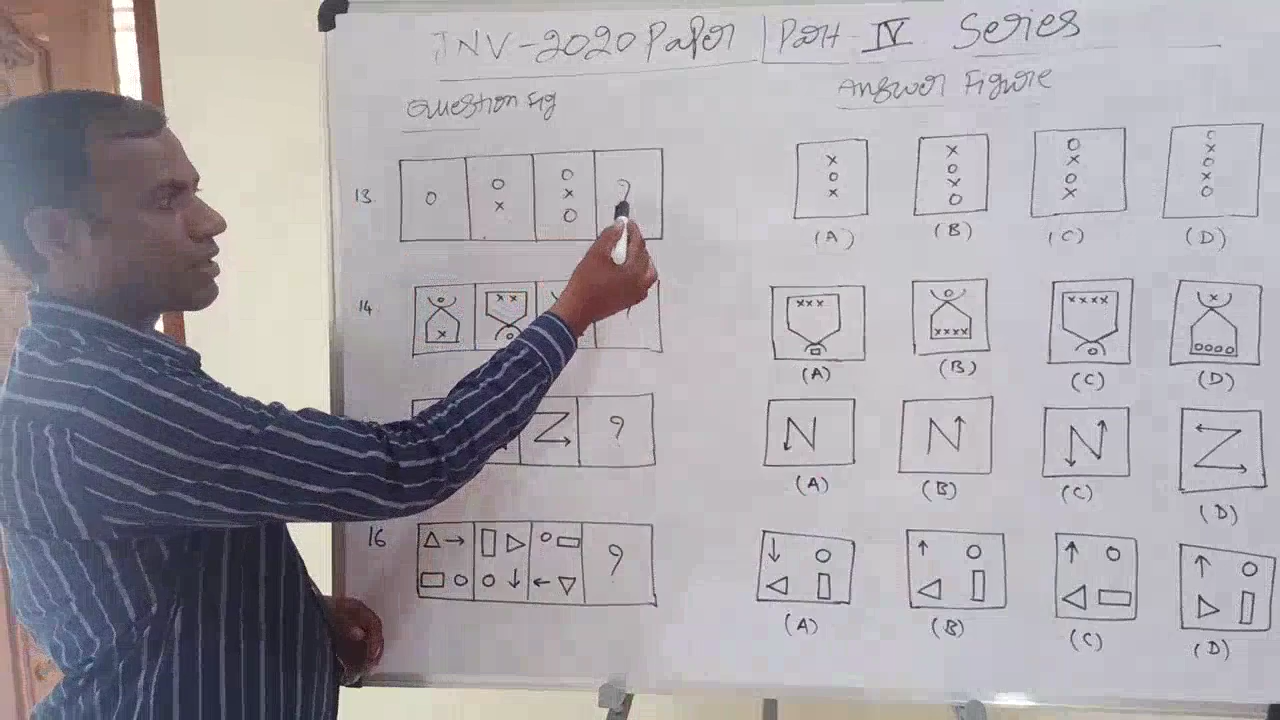 JNV-2020 Paper | Part-IV Series
Question fig
Answer Figure
13
o
o
x
o
x
o
?
x
o
x
x
o
x
o
o
x
o
x
o
x
o
x
o
(A) (B) (C) (D)
14
(A) (B) (C) (D)
?
(A) (B) (C) (D)
16
?
(A) (B) (C) (D)